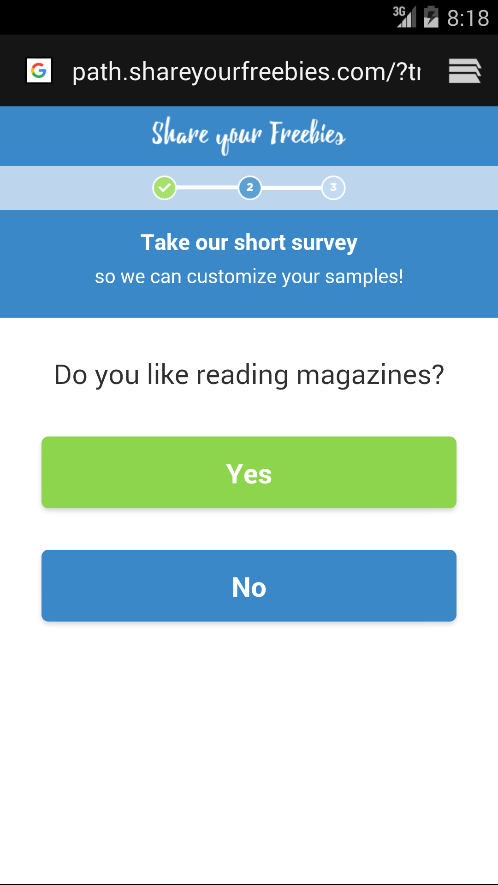 3G 8:18
G path.shareyourfreebies.com/?tr
Share your Freebies
2 3
Take our short survey
so we can customize your samples!
Do you like reading magazines?
Yes
No